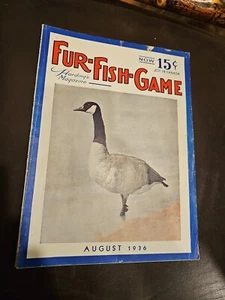 FUR-FISH-GAME
Harding's
Magazine
NOW 15¢
AUGUST 1936